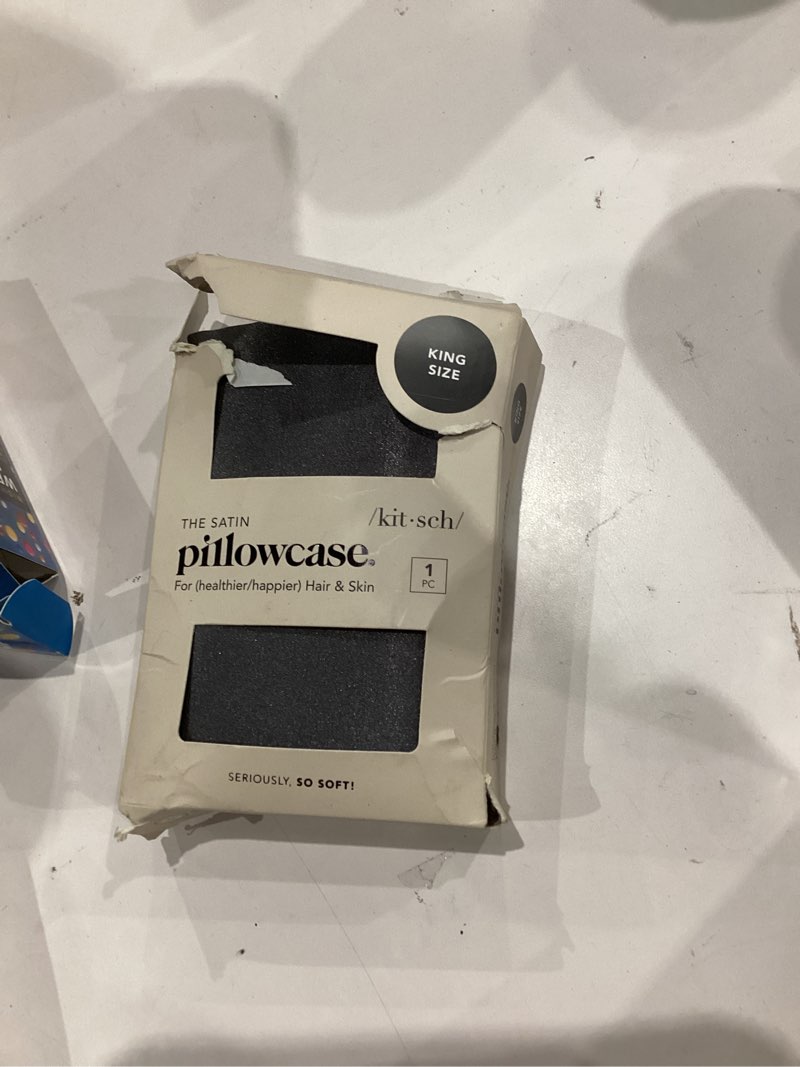 KING
SIZE
THE SATIN
/kit·sch/
pillowcase.
1
PC
For (healthier/happier) Hair & Skin
SERIOUSLY, SO SOFT!